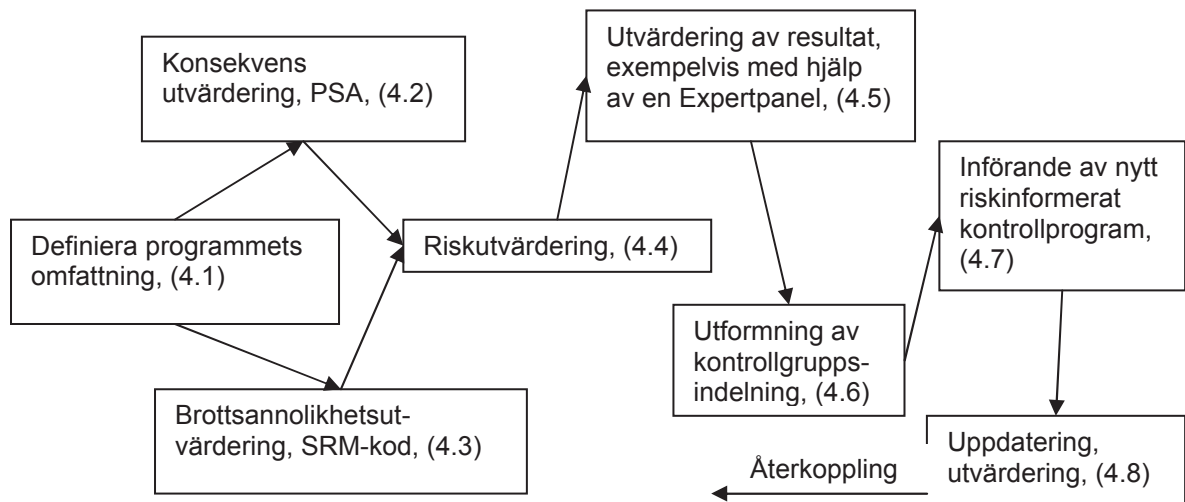 Konsekvens
utvärdering, PSA, (4.2)
Utvärdering av resultat,
exempelvis med hjälp
av en Expertpanel, (4.5)
Definiera programmets
omfattning, (4.1)
Riskutvärdering, (4.4)
Införande av nytt
riskinformerat
kontrollprogram,
(4.7)
Brottsannolikhetsut-
värdering, SRM-kod, (4.3)
Utformning av
kontrollgrupps-
indelning, (4.6)
Uppdatering,
utvärdering, (4.8)
Återkoppling